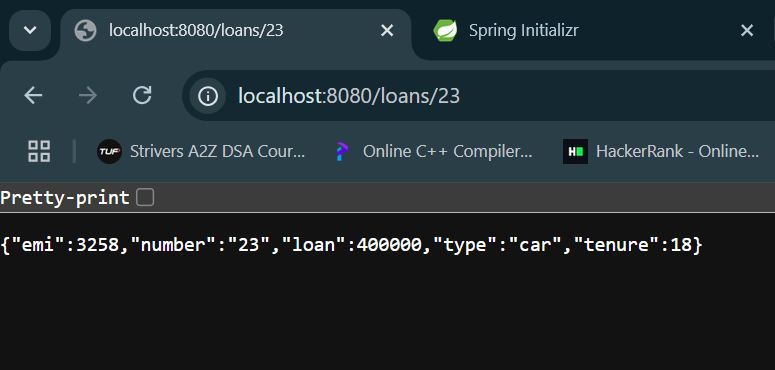 localhost:8080/loans/23 Spring Initializr
localhost:8080/loans/23
TUF Strivers A2Z DSA Cour... Online C++ Compiler... H HackerRank - Online...
Pretty-print
{"emi":3258,"number":"23","loan":400000,"type":"car","tenure":18}